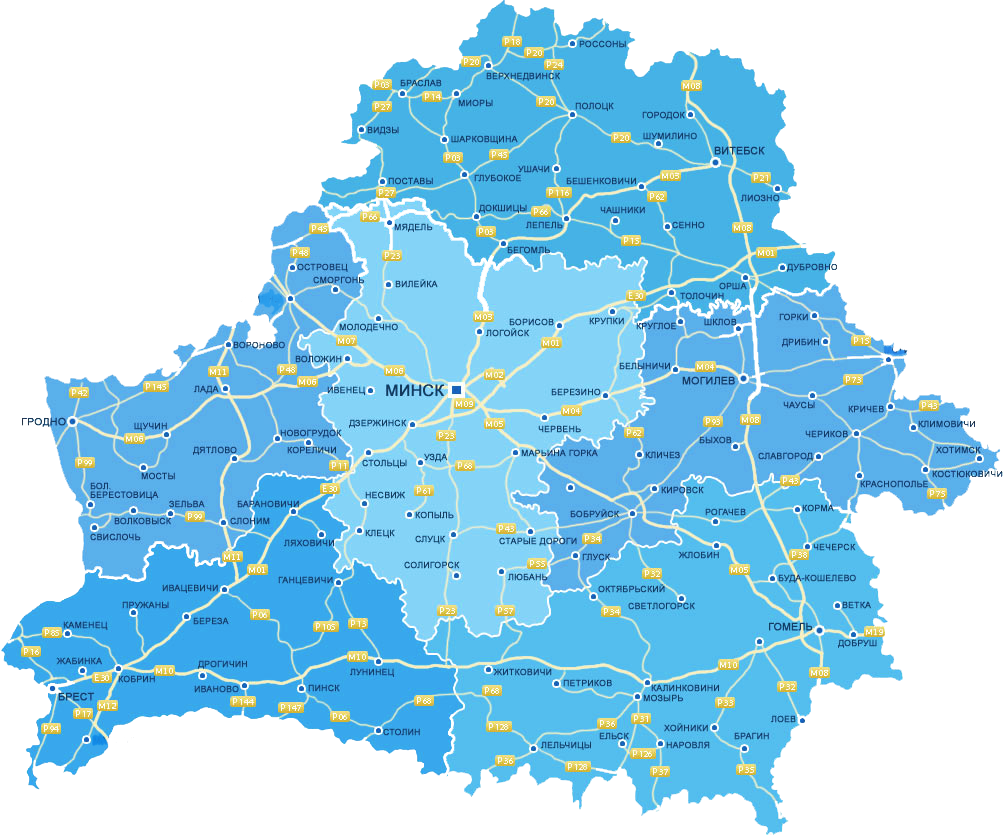 Р18
РОССОНЫ
Р20
Р20
Р24
ВЕРХНЕДВИНСК
БРАСЛАВ
Р03
М08
Р14
МИОРЫ
Р20
ПОЛОЦК
Р27
ГОРОДОК
ВИДЗЫ
ШАРКОВЩИНА
Р20
ШУМИЛИНО
ВИТЕБСК
Р03
Р45
УШАЧИ
ГЛУБОКОЕ
БЕШЕНКОВИЧИ
М03
Р21
ПОСТАВЫ
Р27
Р116
Р62
ЛИОЗНО
ДОКШИЦЫ
Р66
ЧАШНИКИ
Р66
МЯДЕЛЬ
ЛЕПЕЛЬ
СЕННО
Р45
Р03
М08
Р15
БЕГОМЛЬ
Р48
Р23
М01
ОСТРОВЕЦ
ДУБРОВНО
СМОРГОНЬ
ВИЛЕЙКА
ОРША
Е30
ТОЛОЧИН
М03
БОРИСОВ
КРУПКИ
КРУГЛОЕ
ШКЛОВ
ГОРКИ
МОЛОДЕЧНО
ЛОГОЙСК
М07
М01
ДРИБИН
Р15
ВОРОНОВО
ВОЛОЖИН
М11
Р48
М06
М02
БЕЛЫНИЧИ
М04
МОГИЛЕВ
Р73
Р42
Р145
ЛАДА
М06
ИВЕНЕЦ
МИНСК
БЕРЕЗИНО
М09
М04
ЧАУСЫ
КРИЧЕВ
Р43
ГРОДНО
ЩУЧИН
М06
ДЗЕРЖИНСК
М05
ЧЕРВЕНЬ
Р93
М08
КЛИМОВИЧИ
НОВОГРУДОК
Р23
Р62
БЫХОВ
ЧЕРИКОВ
КОРЕЛИЧИ
ДЯТЛОВО
УЗДА
МАРЬИНА ГОРКА
КЛИЧЕВ
СЛАВГОРОД
ХОТИМСК
Р99
МОСТЫ
Р11
СТОЛЬЦЫ
Р68
КОСТЮКОВИЧИ
БОЛ.
БЕРЕСТОВИЦА
Е30
Р61
КИРОВСК
Р43
КРАСНОПОЛЬЕ
Р75
ЗЕЛЬВА
БАРАНОВИЧИ
НЕСВИЖ
КОПЫЛЬ
БОБРУЙСК
РОГАЧЕВ
КОРМА
ВОЛКОВЫСК
Р99
СЛОНИМ
СВИСЛОЧЬ
КЛЕЦК
СЛУЦК
Р43
СТАРЫЕ ДОРОГИ
Р34
ЛЯХОВИЧИ
ЧЕЧЕРСК
М11
ЖЛОБИН
Р38
М01
СОЛИГОРСК
Р55
ГЛУСК
М05
ГАНЦЕВИЧИ
ЛЮБАНЬ
Р32
БУДА-КОШЕЛЕВО
ИВАЦЕВИЧИ
ОКТЯБРЬСКИЙ
СВЕТЛОГОРСК
ПРУЖАНЫ
Р06
Р23
Р57
Р34
ВЕТКА
КАМЕНЕЦ
БЕРЕЗА
Р105
Р13
ГОМЕЛЬ
Р85
М19
ДОБРУШ
Р16
ЖАБИНКА
ДРОГИЧИН
М10
ЛУНИНЕЦ
М10
М10
Е30
КОБРИН
ИВАНОВО
ЖИТКОВИЧИ
М08
БРЕСТ
ПИНСК
ПЕТРИКОВ
КАЛИНКОВИНИ
Р32
МОЗЫРЬ
М12
Р144
Р147
Р68
Р68
Р33
Р17
Р06
Р31
ЛОЕВ
Р94
СТОЛИН
Р128
Р36
ХОЙНИКИ
ЕЛЬСК
БРАГИН
ЛЕЛЬЧИЦЫ
НАРОВЛЯ
Р126
Р36
Р128
Р37
Р35